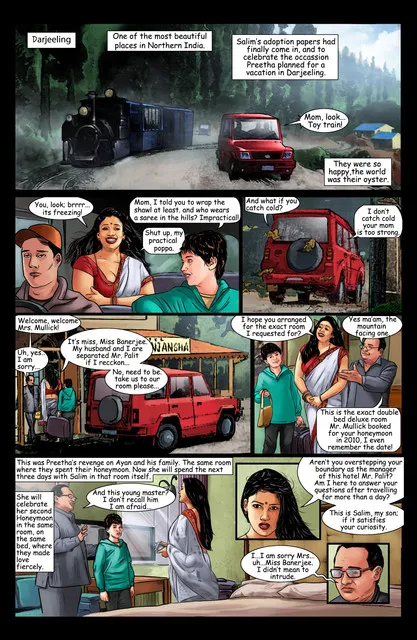 Darjeeling
One of the most beautiful
places in Northern India.
Salim's adoption papers had
finally come in, and to
celebrate the occassion
Preetha planned for a
vacation in Darjeeling.
Mom, look...
Toy train!
They were so
happy,the world
was their oyster.
You, look; brrrr...
its freezing!
Mom, I told you to wrap the
shawl at least, and who wears
a saree in the hills? Impractical!
Shut up, my
practical
poppa.
And what if you
catch cold?
I don't
catch cold
your mom
is too strong.
Welcome, welcome
Mrs. Mullick!
Uh, yes,
I am
sorry...
It's miss, Miss Banerjee.
My husband and I are
separated Mr. Palit
if I recckon...
No, need to be,
take us to our
room please...
NJANGHA
I hope you arranged
for the exact room
I requested for?
Yes ma'am, the
mountain
facing one.
This is the exact double
bed deluxe room
Mr. Mullick booked
for your honeymoon
in 2010, I even
remember the date!
This was Preetha's revenge on Ayan and his family. The same room
where they spent their honeymoon. Now she will spend the next
three days with Salim in that room itself.
She will
celebrate
her second
Honeymoon
in the same
room, on
the same
bed, where
they made
love
fiercely.
And this young master?
I don't recall him
I am afraid...
Aren't you overstepping your
boundary as the manager
of this hotel Mr. Palit?
Am I here to answer your
questions after travelling
for more than a day?
This is Salim, my son;
if it satisfies
your curiosity.
I...I am sorry Mrs..
uh...Miss Banerjee.
I didn't mean to
intrude.